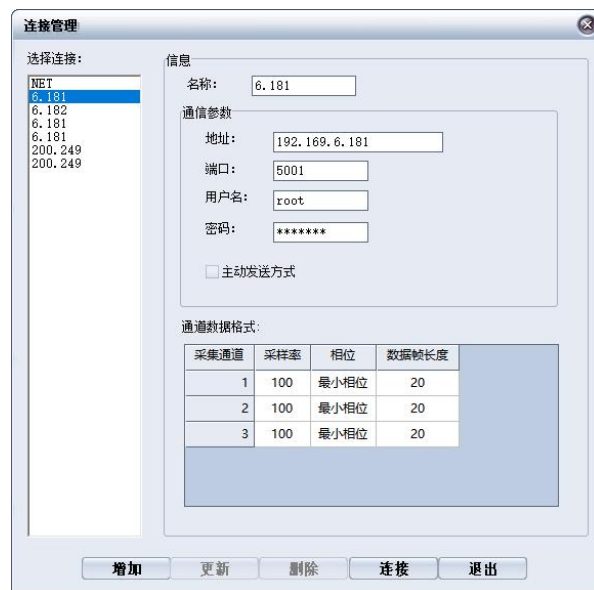 连接管理
选择连接:
NET
6.181
6.182
6.181
6.181
200.249
200.249
信息
名称: 6.181
通信参数
地址: 192.169.6.181
端口: 5001
用户名: root
密码: *******
主动发送方式
通道数据格式:
采集通道 采样率 相位 数据帧长度
1 100 最小相位 20
2 100 最小相位 20
3 100 最小相位 20
增加 更新 删除 连接 退出